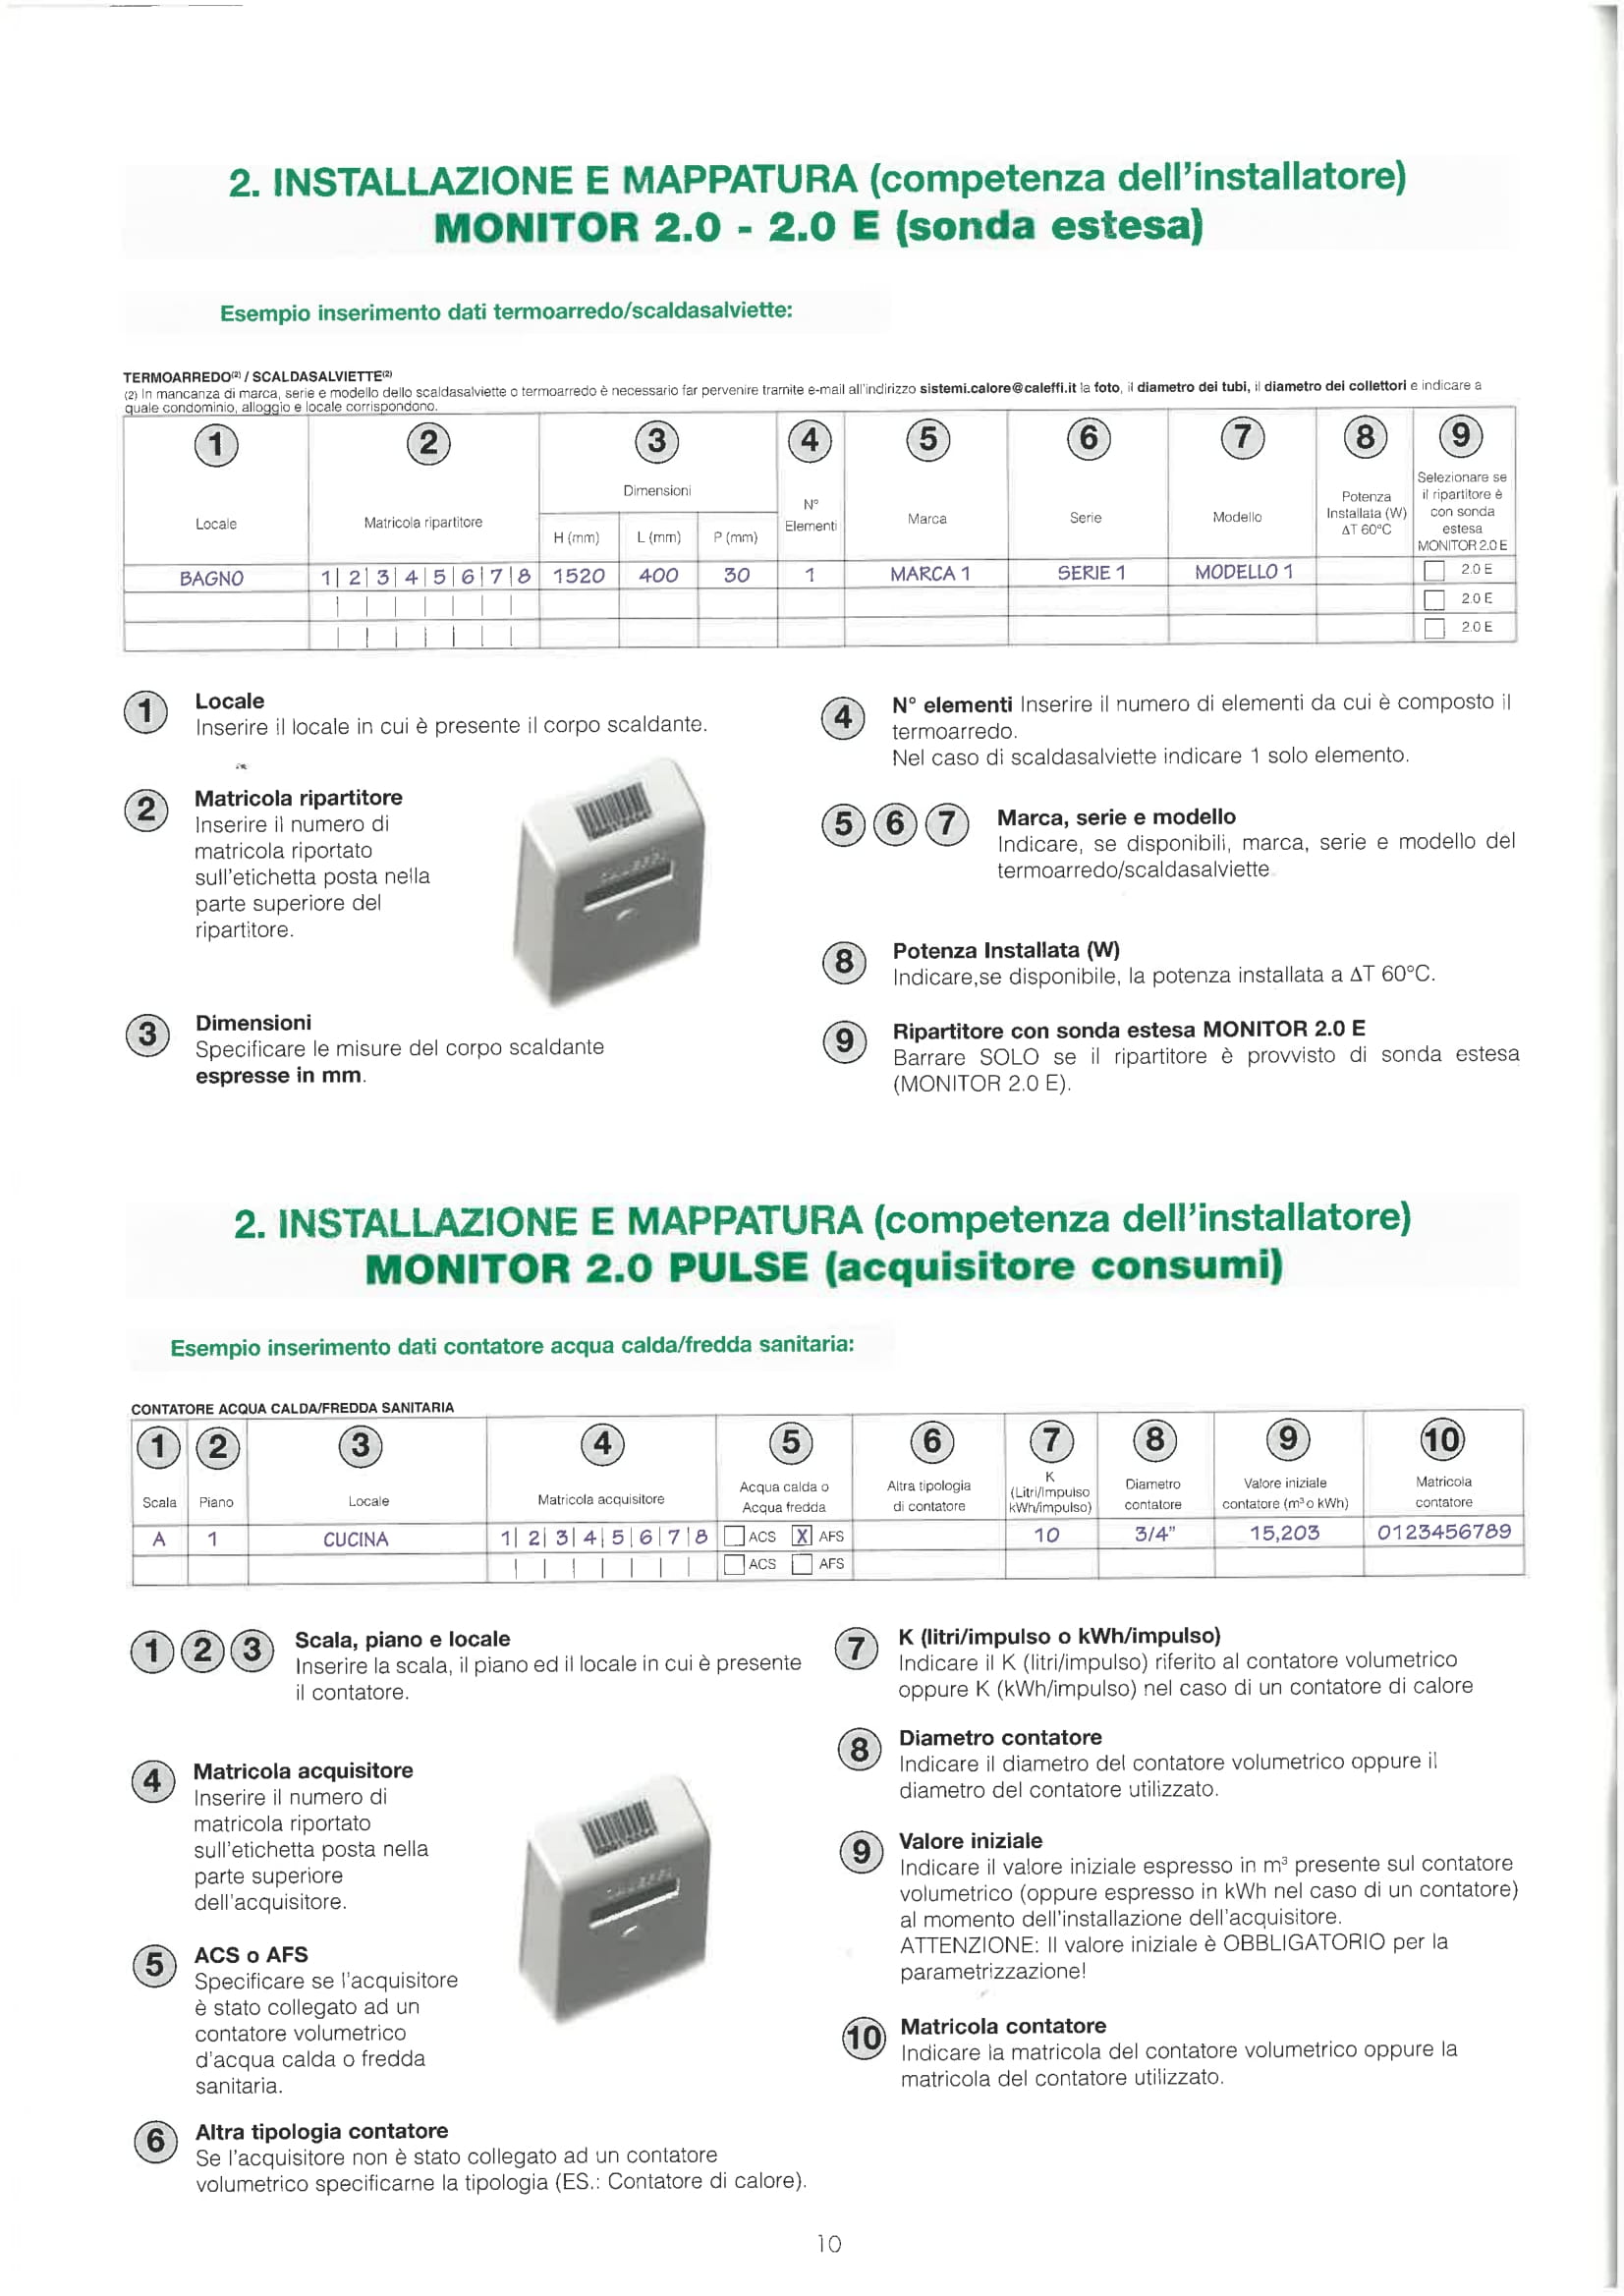 2. INSTALLAZIONE E MAPPATURA (competenza dell'installatore)
MONITOR 2.0 - 2.0 E (sonda estesa)
Esempio inserimento dati termoarredo/scaldasalviette:
TERMOARREDO(2) / SCALDASALVIETTE(2)
(2) In mancanza di marca, serie e modello dello scaldasalviette o termoarredo è necessario far pervenire tramite e-mail all'indirizzo sistemi.calore@caleffi.it la foto, il diametro dei tubi, il diametro dei collettori e indicare a
quale condominio, alloggio e locale corrispondono.
1 2 3 4 5 6 7 8 9
Locale
Matricola ripartitore
Dimensioni
H (mm) L (mm) P (mm)
N°
Elementi
Marca
Serie
Modello
Potenza
Installata (W)
ΔT 60°C
Selezionare se
il ripartitore è
con sonda
estesa
MONITOR 2.0 E
BAGNO 1 2 3 4 5 6 7 8 1520 400 30 1 MARCA 1 SERIE 1 MODELLO 1 2.0 E
2.0 E
2.0 E
1 Locale
Inserire il locale in cui è presente il corpo scaldante.
2 Matricola ripartitore
Inserire il numero di
matricola riportato
sull'etichetta posta nella
parte superiore del
ripartitore.
3 Dimensioni
Specificare le misure del corpo scaldante
espresse in mm.
4 N° elementi Inserire il numero di elementi da cui è composto il
termoarredo.
Nel caso di scaldasalviette indicare 1 solo elemento.
5 6 7 Marca, serie e modello
Indicare, se disponibili, marca, serie e modello del
termoarredo/scaldasalviette
8 Potenza Installata (W)
Indicare,se disponibile, la potenza installata a ΔT 60°C.
9 Ripartitore con sonda estesa MONITOR 2.0 E
Barrare SOLO se il ripartitore è provvisto di sonda estesa
(MONITOR 2.0 E).
2. INSTALLAZIONE E MAPPATURA (competenza dell'installatore)
MONITOR 2.0 PULSE (acquisitore consumi)
Esempio inserimento dati contatore acqua calda/fredda sanitaria:
CONTATORE ACQUA CALDA/FREDDA SANITARIA
1 2 3 4 5 6 7 8 9 10
Scala
Piano
Locale
Matricola acquisitore
Acqua calda o
Acqua fredda
Altra tipologia
di contatore
K
(Litri/Impulso
kWh/impulso)
Diametro
contatore
Valore iniziale
contatore (m³ o kWh)
Matricola
contatore
A 1 CUCINA 1 2 3 4 5 6 7 8 ACS X AFS 10 3/4" 15,203 0123456789
ACS AFS
1 2 3 Scala, piano e locale
Inserire la scala, il piano ed il locale in cui è presente
il contatore.
4 Matricola acquisitore
Inserire il numero di
matricola riportato
sull'etichetta posta nella
parte superiore
dell'acquisitore.
5 ACS o AFS
Specificare se l'acquisitore
è stato collegato ad un
contatore volumetrico
d'acqua calda o fredda
sanitaria.
6 Altra tipologia contatore
Se l'acquisitore non è stato collegato ad un contatore
volumetrico specificarne la tipologia (ES.: Contatore di calore).
7 K (litri/impulso o kWh/impulso)
Indicare il K (litri/impulso) riferito al contatore volumetrico
oppure K (kWh/impulso) nel caso di un contatore di calore
8 Diametro contatore
Indicare il diametro del contatore volumetrico oppure il
diametro del contatore utilizzato.
9 Valore iniziale
Indicare il valore iniziale espresso in m³ presente sul contatore
volumetrico (oppure espresso in kWh nel caso di un contatore)
al momento dell'installazione dell'acquisitore.
ATTENZIONE: Il valore iniziale è OBBLIGATORIO per la
parametrizzazione!
10 Matricola contatore
Indicare la matricola del contatore volumetrico oppure la
matricola del contatore utilizzato.
10